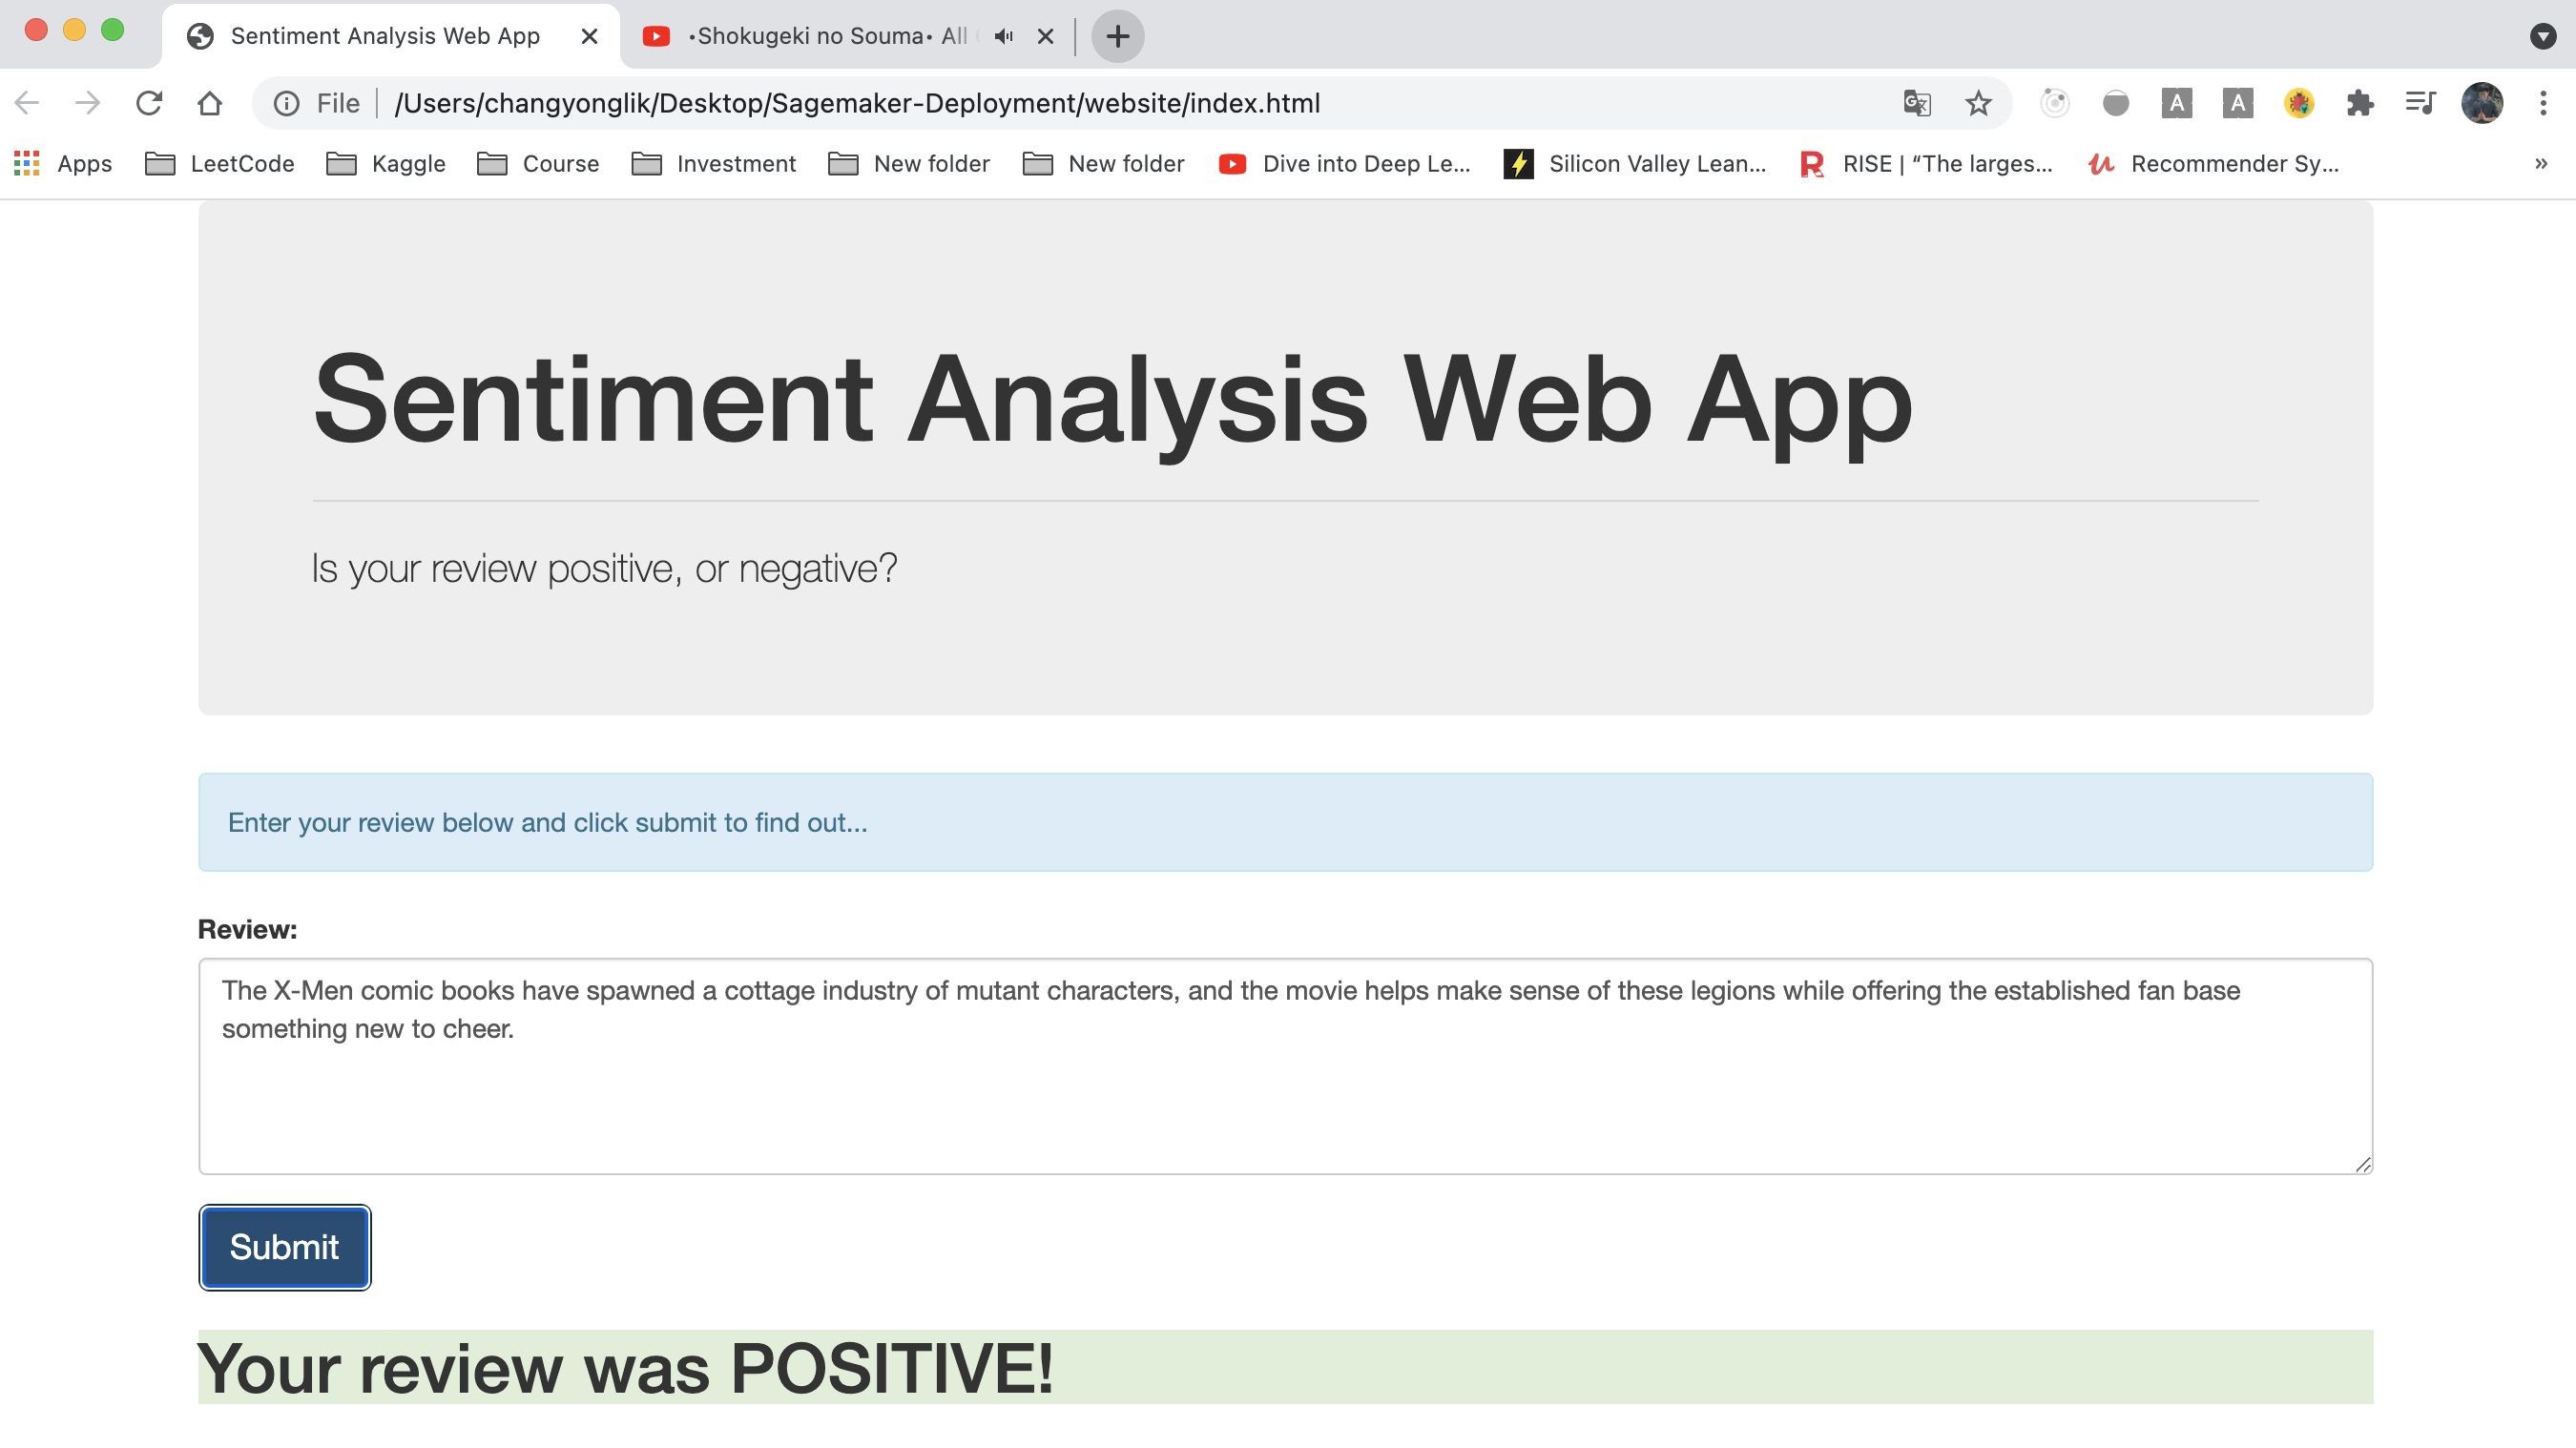 Sentiment Analysis Web App
•Shokugeki no Souma• All
File
/Users/changyonglik/Desktop/Sagemaker-Deployment/website/index.html
Apps
LeetCode
Kaggle
Course
Investment
New folder
New folder
Dive into Deep Le...
Silicon Valley Lean...
RISE | “The larges...
Recommender Sy...
»
Sentiment Analysis Web App
Is your review positive, or negative?
Enter your review below and click submit to find out...
Review:
The X-Men comic books have spawned a cottage industry of mutant characters, and the movie helps make sense of these legions while offering the established fan base
something new to cheer.
Submit
Your review was POSITIVE!